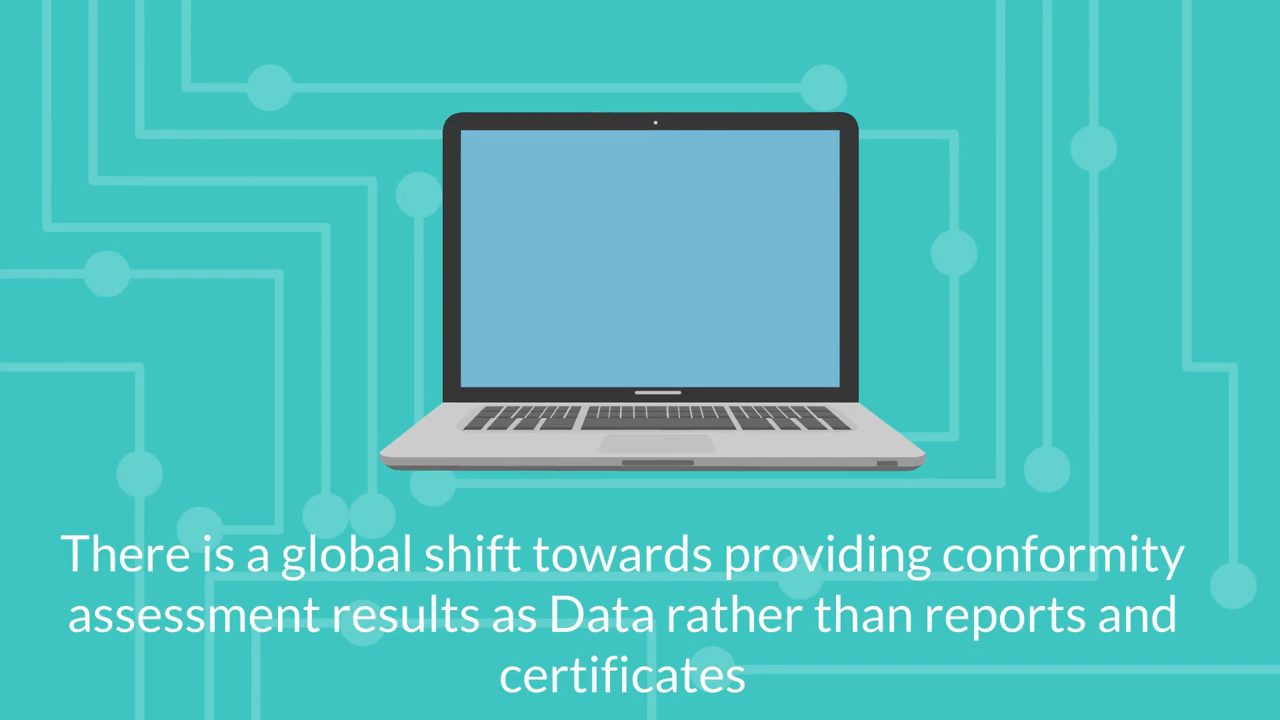 There is a global shift towards providing conformity
assessment results as Data rather than reports and
certificates